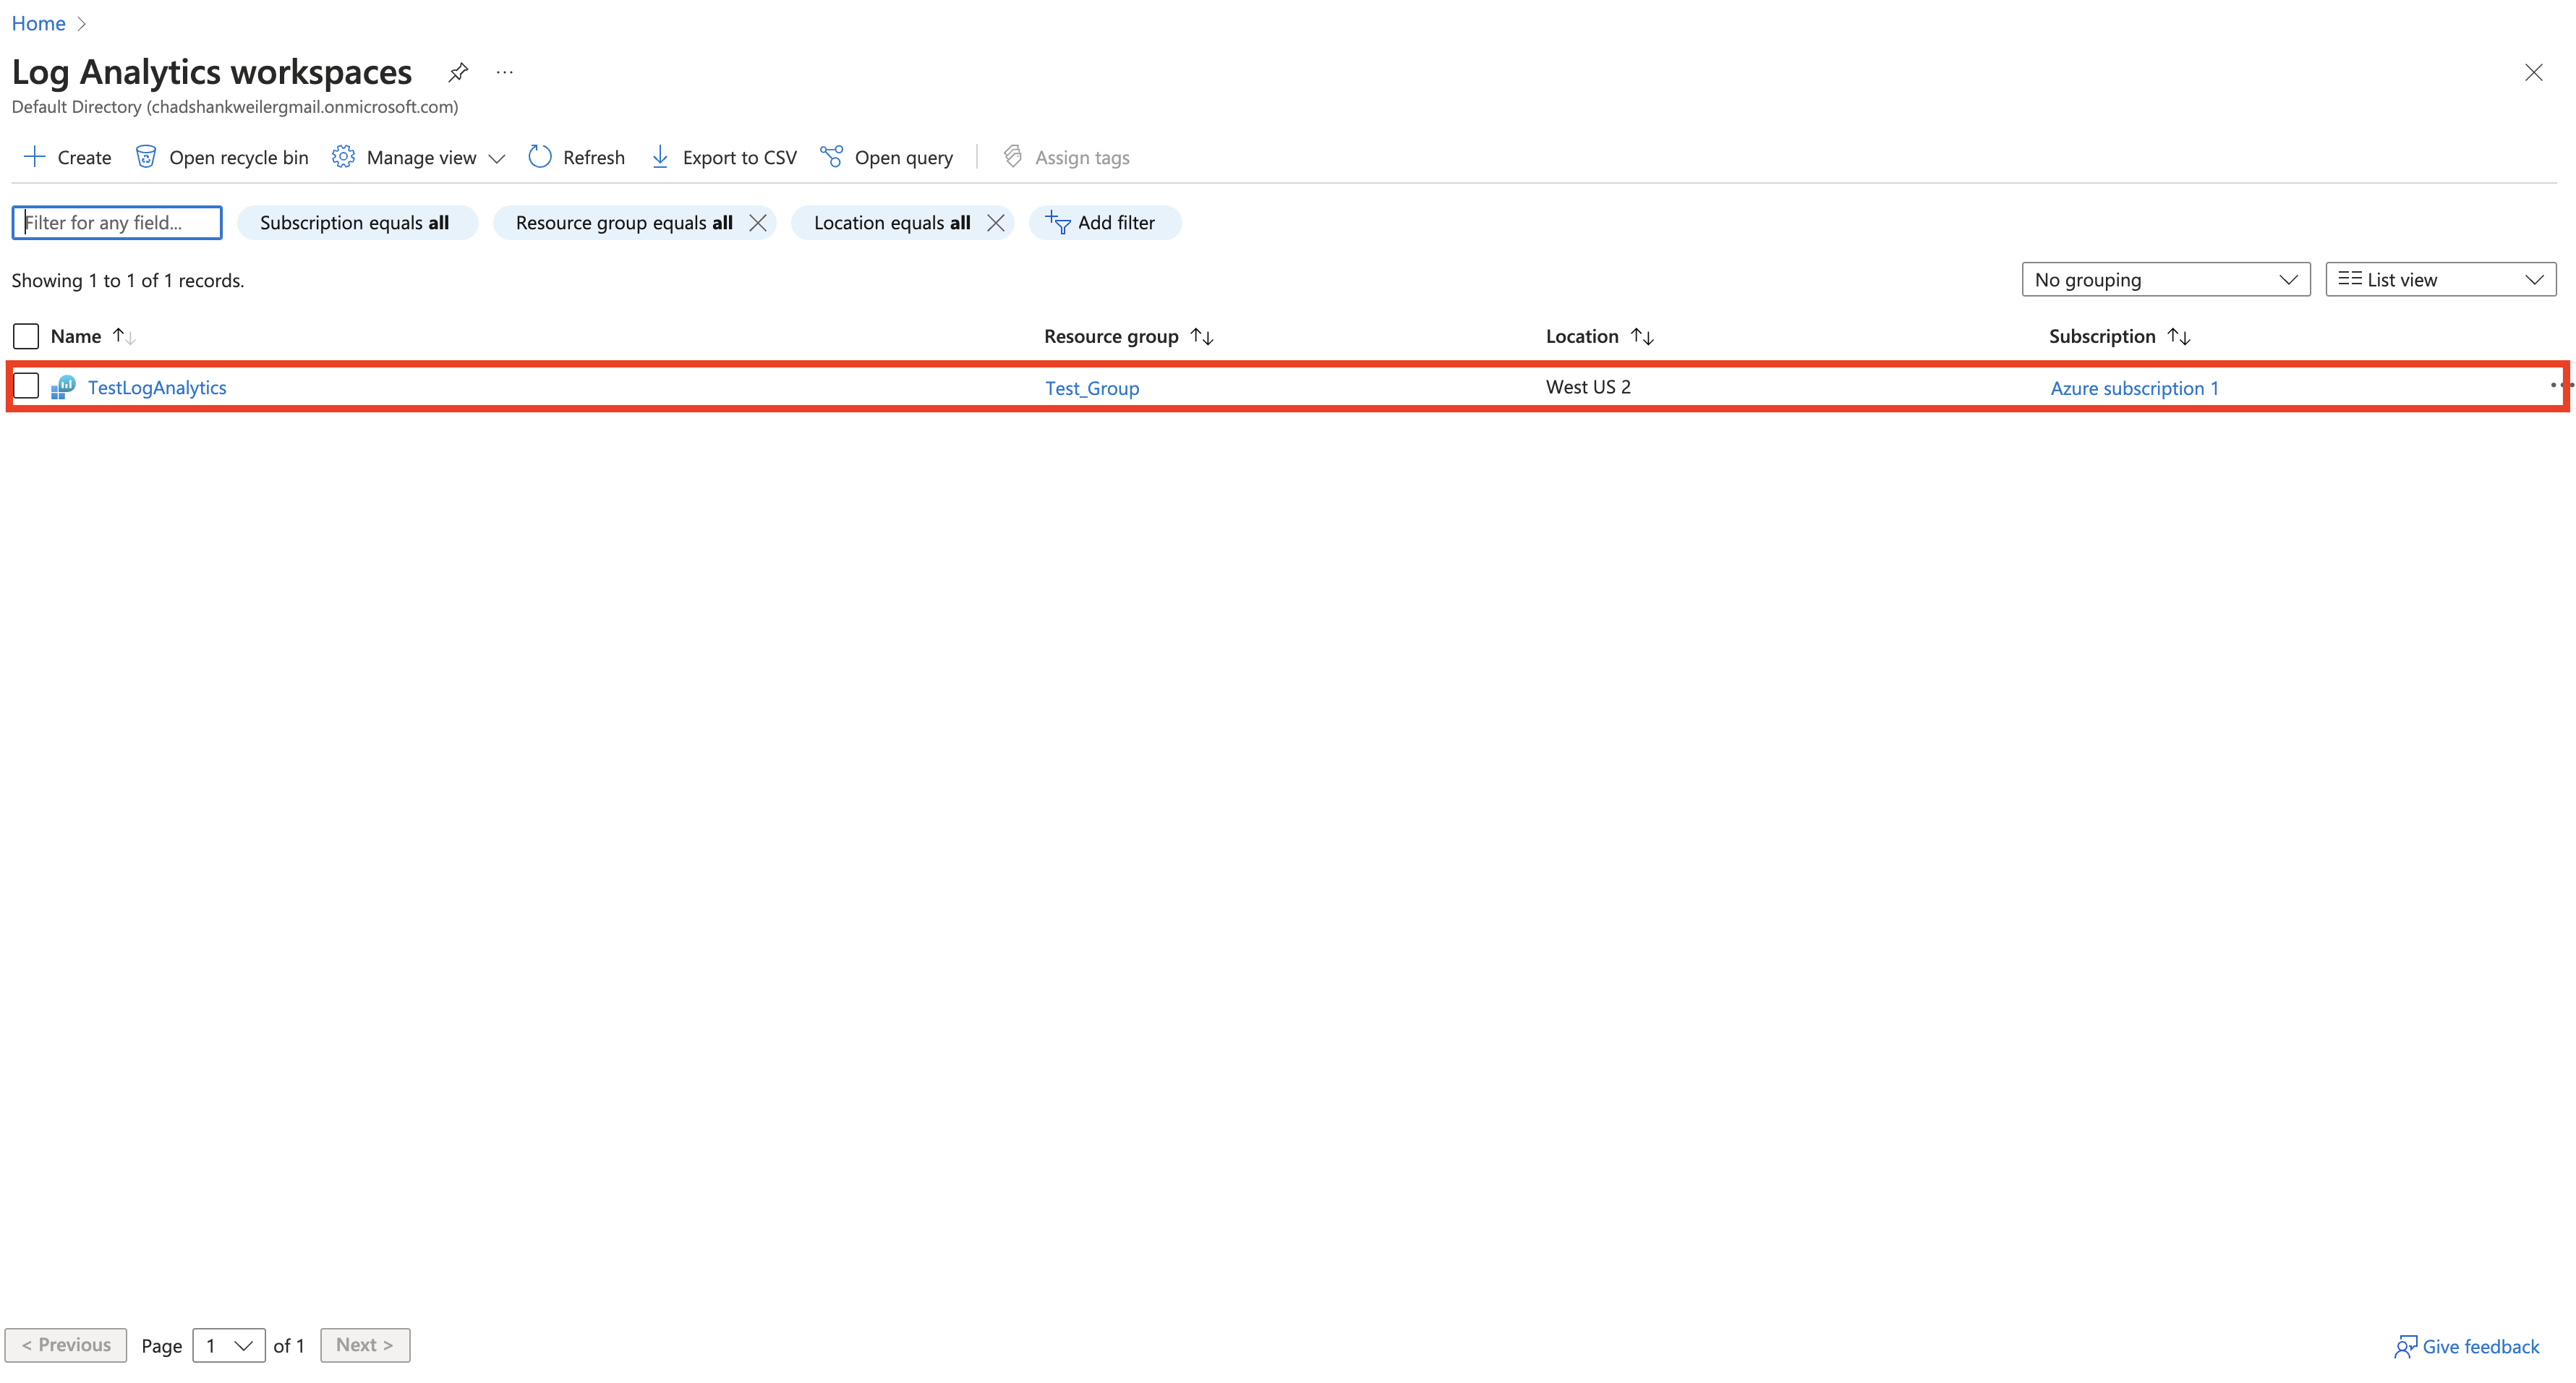 Home
Log Analytics workspaces
Default Directory (chadshankweilergmail.onmicrosoft.com)
Create Open recycle bin Manage view Refresh Export to CSV Open query Assign tags
Filter for any field... Subscription equals all Resource group equals all Location equals all Add filter
Showing 1 to 1 of 1 records. No grouping List view
Name Resource group Location Subscription
TestLogAnalytics Test_Group West US 2 Azure subscription 1
< Previous Page 1 of 1 Next > Give feedback